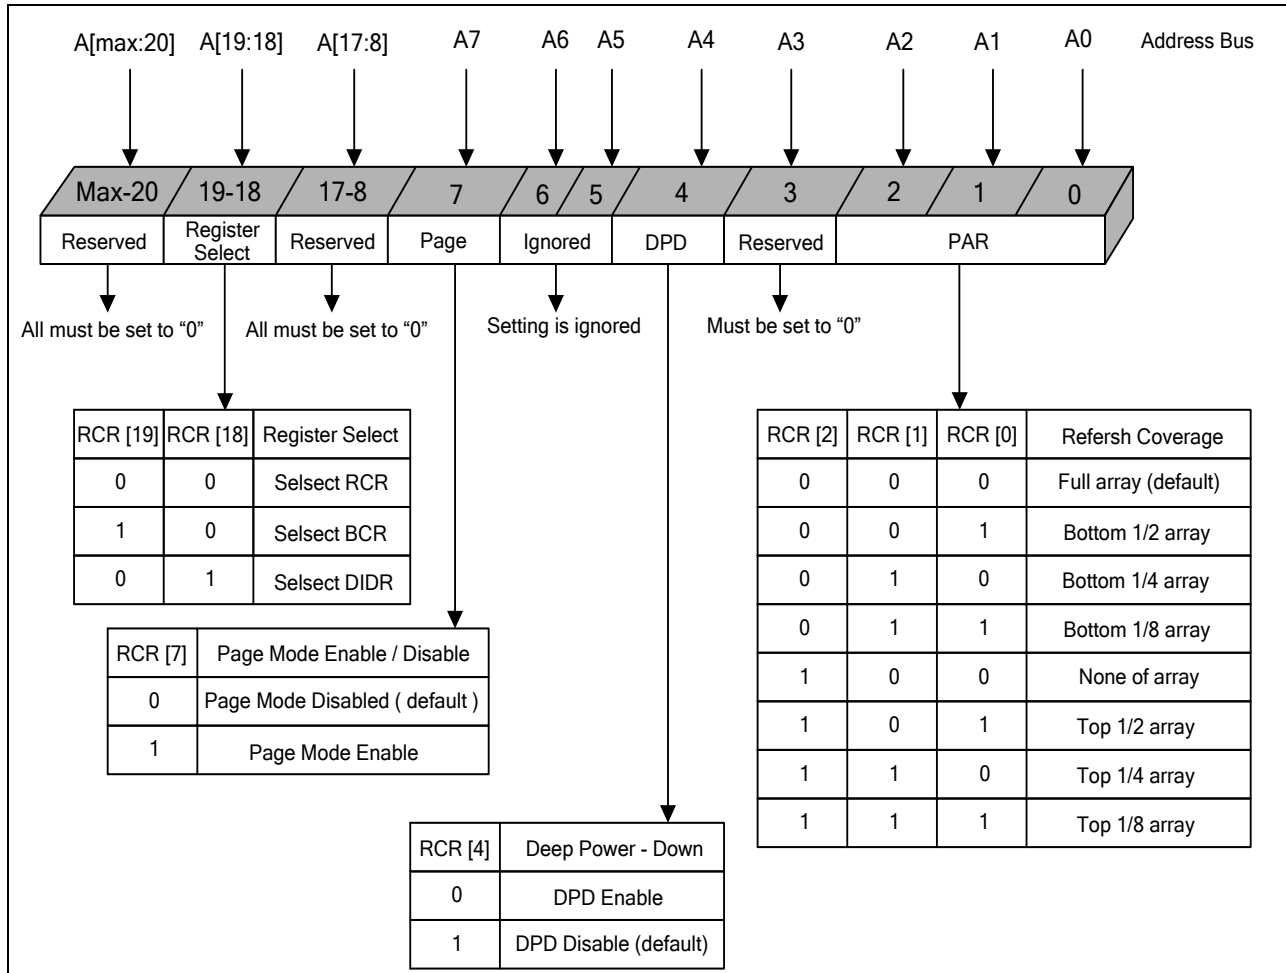 A[max:20] A[19:18] A[17:8] A7 A6 A5 A4 A3 A2 A1 A0 Address Bus
Max-20 19-18 17-8 7 6 5 4 3 2 1 0
Reserved Register Select Reserved Page Ignored DPD Reserved PAR
All must be set to “0” All must be set to “0” Setting is ignored Must be set to “0”
RCR [19] RCR [18] Register Select
0 0 Selsect RCR
1 0 Selsect BCR
0 1 Selsect DIDR
RCR [7] Page Mode Enable / Disable
0 Page Mode Disabled ( default )
1 Page Mode Enable
RCR [4] Deep Power - Down
0 DPD Enable
1 DPD Disable (default)
RCR [2] RCR [1] RCR [0] Refersh Coverage
0 0 0 Full array (default)
0 0 1 Bottom 1/2 array
0 1 0 Bottom 1/4 array
0 1 1 Bottom 1/8 array
1 0 0 None of array
1 0 1 Top 1/2 array
1 1 0 Top 1/4 array
1 1 1 Top 1/8 array